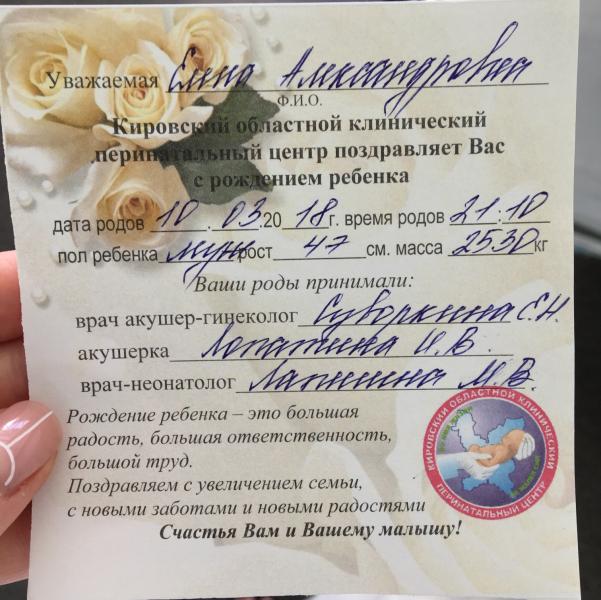 Уважаемая Елена Александровна
Ф.И.О.
Кировский областной клинический
перинатальный центр поздравляет Вас
с рождением ребенка
дата родов 10 . 03.20 18 г. время родов 21:10
пол ребенка муж рост 47 см. масса 2530 кг
Ваши роды принимали:
врач акушер-гинеколог Суворкина Е.Н.
акушерка Лопатина И.В.
врач-неонатолог Лапшина М.В.
Рождение ребенка – это большая
радость, большая ответственность,
большой труд.
Поздравляем с увеличением семьи,
с новыми заботами и новыми радостями
Счастья Вам и Вашему малышу!
КИРОВСКИЙ ОБЛАСТНОЙ КЛИНИЧЕСКИЙ
ПЕРИНАТАЛЬНЫЙ ЦЕНТР